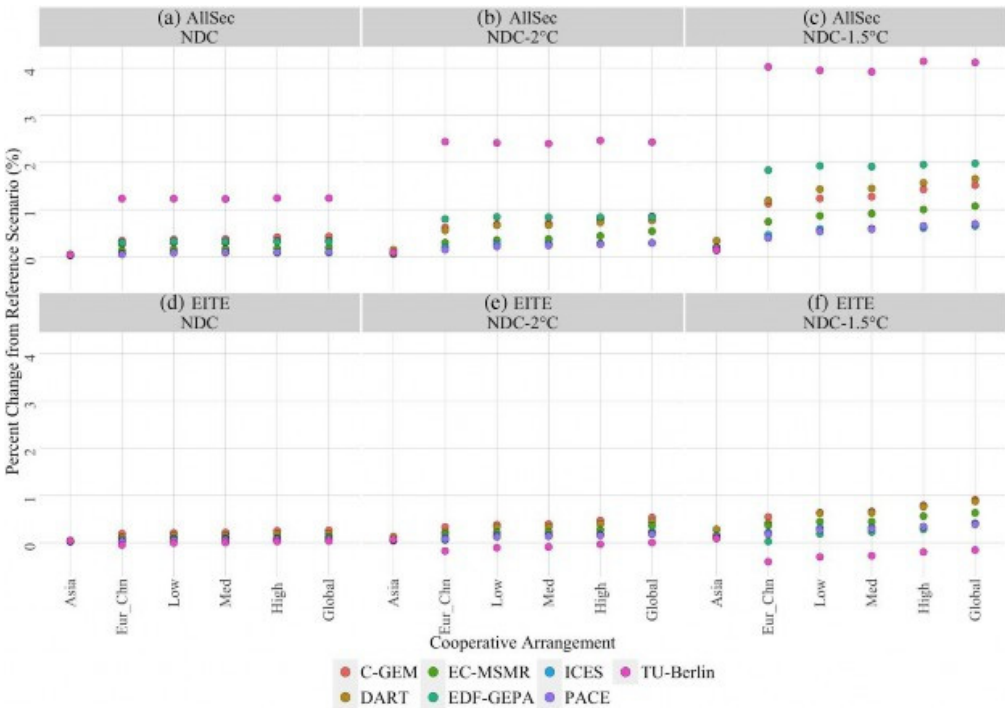 (a) AllSec
NDC
(b) AllSec
NDC-2°C
(c) AllSec
NDC-1.5°C
4
3
2
1
0
(d) EITE
NDC
(e) EITE
NDC-2°C
(f) EITE
NDC-1.5°C
4
3
2
1
0
Percent Change from Reference Scenario (%)
Asia
Eur_Chn
Low
Med
High
Global
Asia
Eur_Chn
Low
Med
High
Global
Asia
Eur_Chn
Low
Med
High
Global
Cooperative Arrangement
C-GEM EC-MSMR ICES TU-Berlin
DART EDF-GEPA PACE